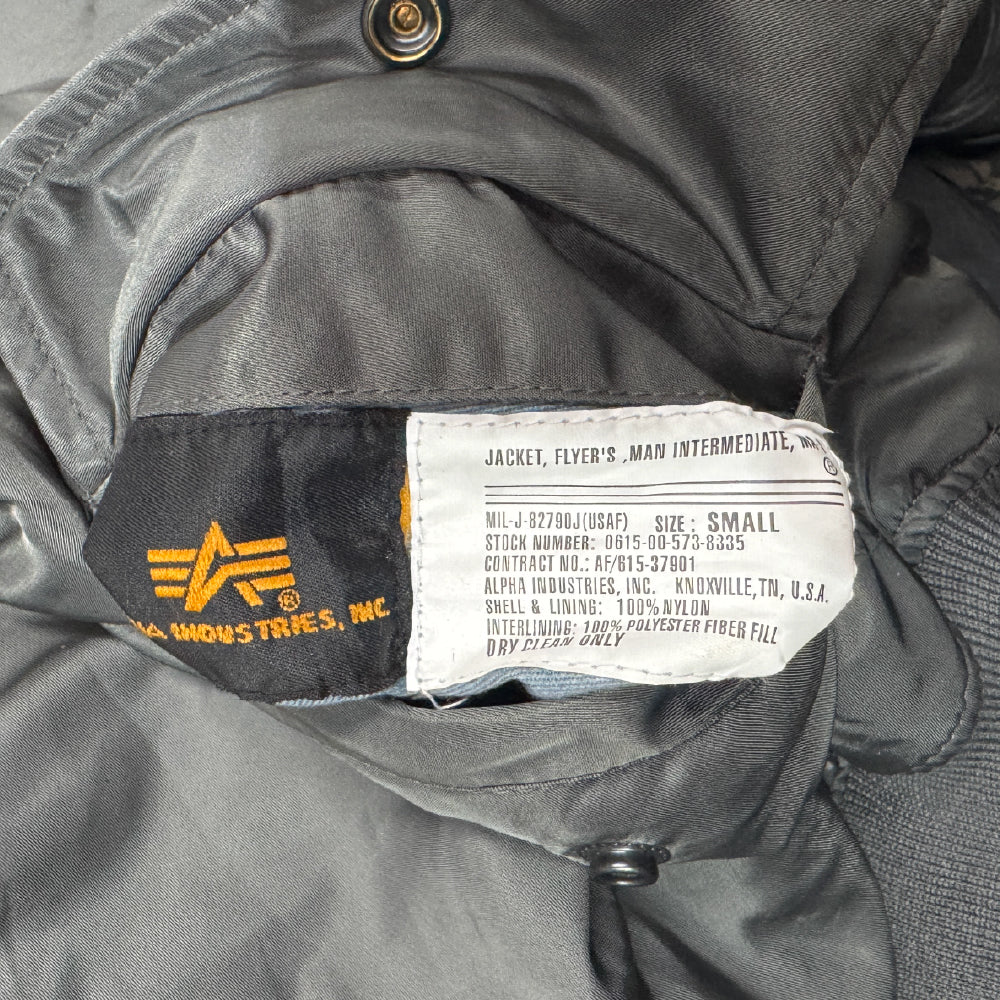 JACKET, FLYER'S ,MAN INTERMEDIATE,
®
MIL-J-82790J(USAF) SIZE : SMALL
STOCK NUMBER: 0615-00-573-8335
CONTRACT NO.: AF/615-37901
ALPHA INDUSTRIES, INC. KNOXVILLE,TN, U.S.A.
SHELL & LINING: 100%NYLON
INTERLINING: 100% POLYESTER FIBER FILL
DRY CLEAN ONLY
®
INDUSTRIES, INC